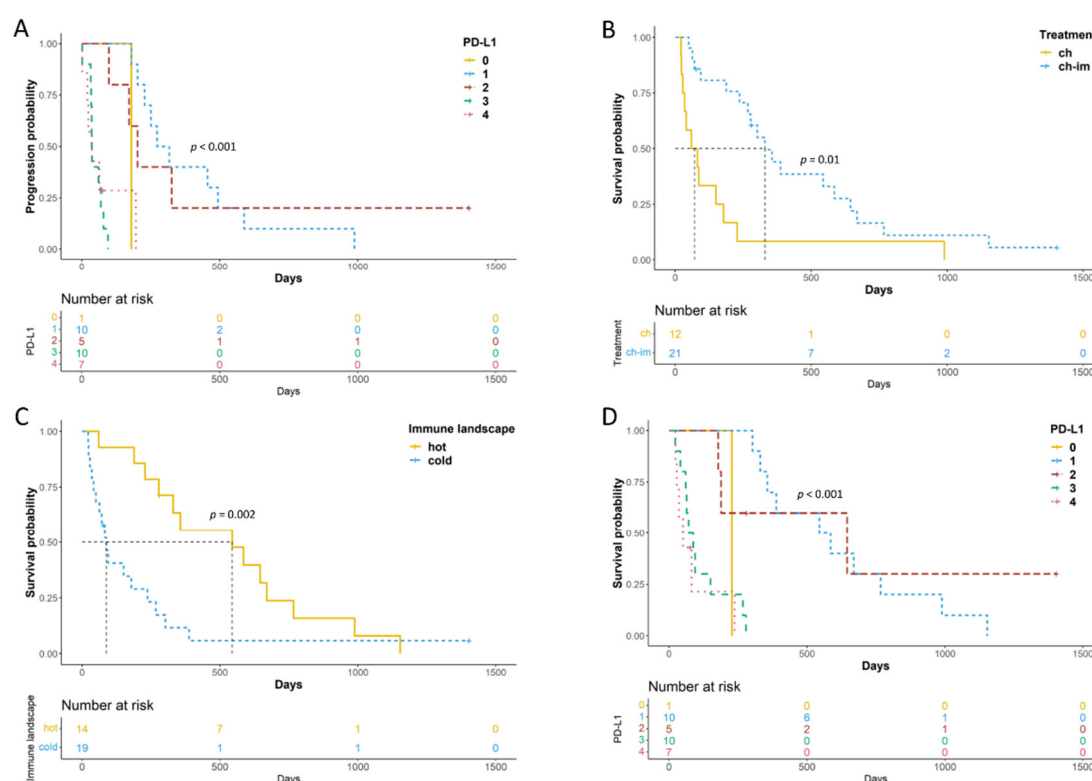 A
PD-L1
0
1
2
3
4
1.00
0.75
0.50
0.25
0.00
Progression probability
p < 0.001
0 500 1000 1500
Days
Number at risk
PD-L1
0 1 0 0 0
1 10 2 0 0
2 5 1 1 0
3 10 0 0 0
4 7 0 0 0
0 500 1000 1500
Days
B
Treatment
ch
ch-im
1.00
0.75
0.50
0.25
0.00
Survival probability
p = 0.01
0 500 1000 1500
Days
Number at risk
Treatment
ch 12 1 0 0
ch-im 21 7 2 0
0 500 1000 1500
Days
C
Immune landscape
hot
cold
1.00
0.75
0.50
0.25
0.00
Survival probability
p = 0.002
0 500 1000 1500
Days
Number at risk
Immune landscape
hot 14 7 1 0
cold 19 1 1 0
0 500 1000 1500
Days
D
PD-L1
0
1
2
3
4
1.00
0.75
0.50
0.25
0.00
Survival probability
p < 0.001
0 500 1000 1500
Days
Number at risk
PD-L1
0 1 0 0 0
1 10 6 1 0
2 5 2 1 0
3 10 0 0 0
4 7 0 0 0
0 500 1000 1500
Days